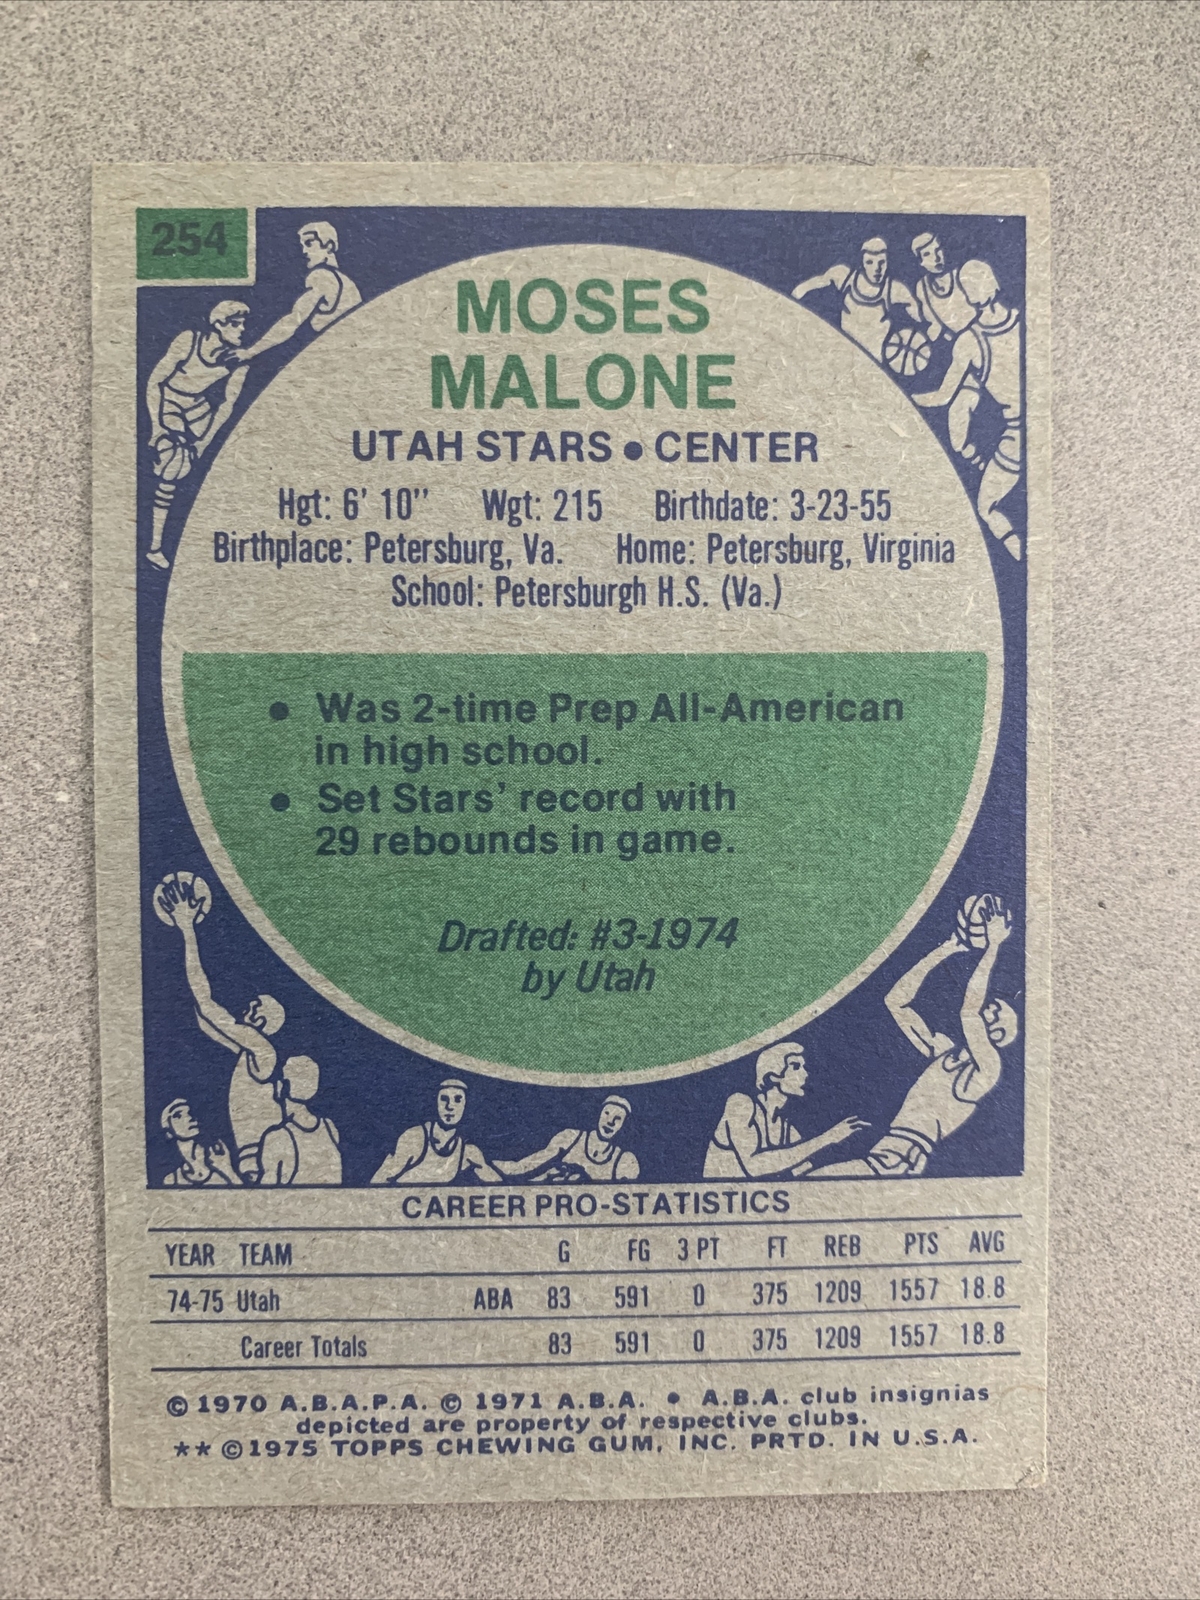 254
MOSES
MALONE
UTAH STARS • CENTER
Hgt: 6' 10" Wgt: 215 Birthdate: 3-23-55
Birthplace: Petersburg, Va. Home: Petersburg, Virginia
School: Petersburgh H.S. (Va.)
• Was 2-time Prep All-American
in high school.
• Set Stars' record with
29 rebounds in game.
Drafted: #3-1974
by Utah
CAREER PRO-STATISTICS
YEAR TEAM G FG 3 PT FT REB PTS AVG
74-75 Utah ABA 83 591 0 375 1209 1557 18.8
Career Totals 83 591 0 375 1209 1557 18.8
© 1970 A.B.A.P.A. © 1971 A.B.A. • A.B.A. club insignias
depicted are property of respective clubs.
** © 1975 TOPPS CHEWING GUM, INC. PRTD. IN U.S.A.